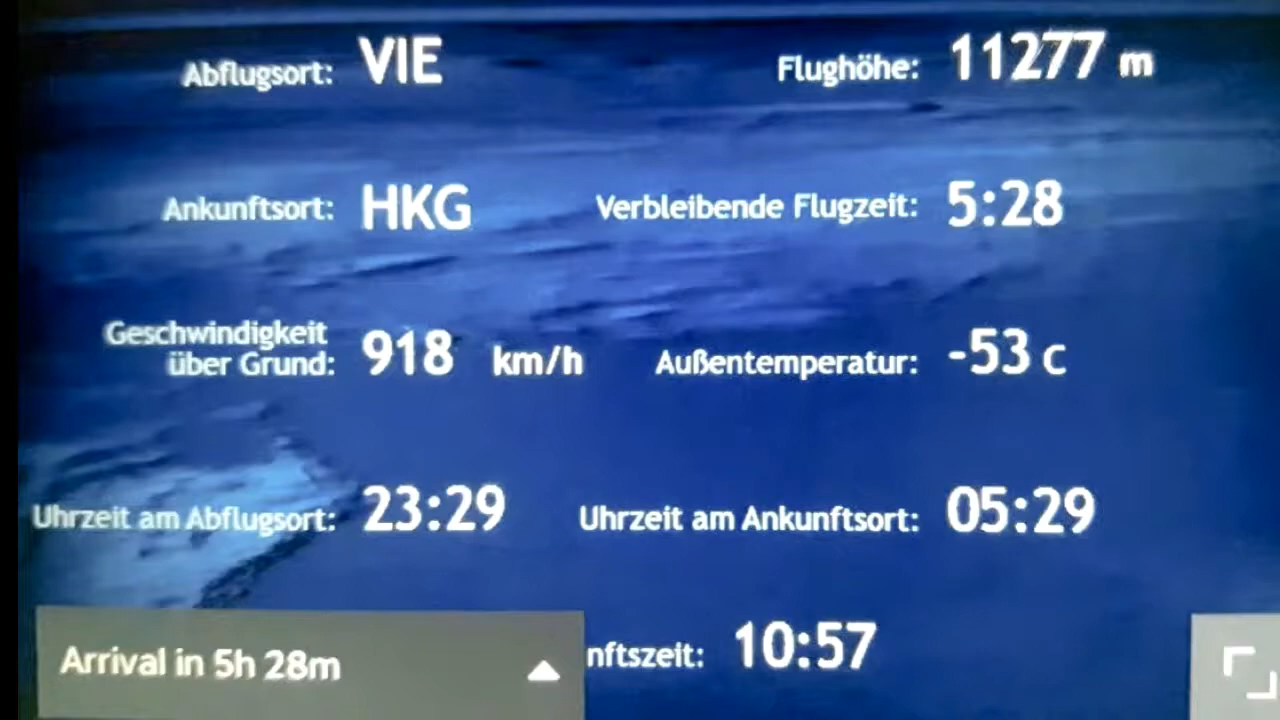 Abflugsort: VIE
Flughöhe: 11277 m
Ankunftsort: HKG
Verbleibende Flugzeit: 5:28
Geschwindigkeit
über Grund: 918 km/h
Außentemperatur: -53 c
Uhrzeit am Abflugsort: 23:29
Uhrzeit am Ankunftsort: 05:29
Arrival in 5h 28m
nftszeit: 10:57